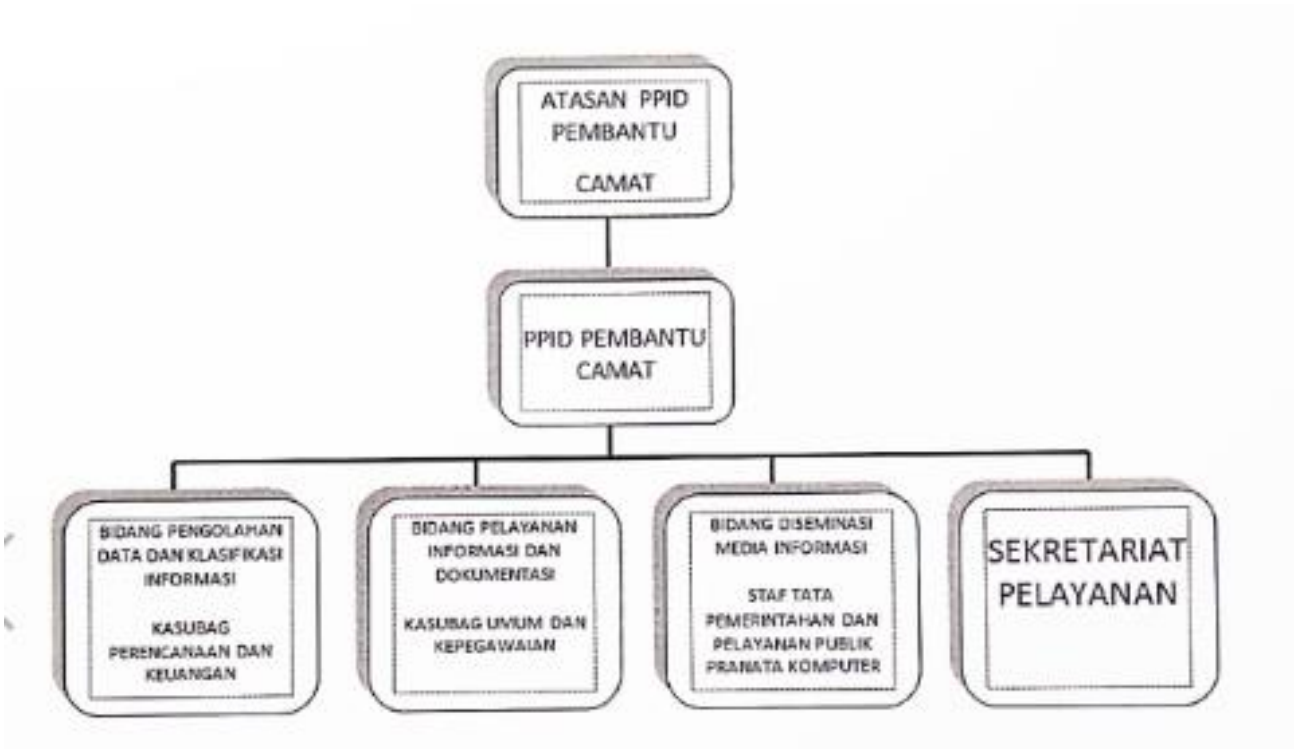 ATASAN PPID
PEMBANTU
CAMAT
PPID PEMBANTU
CAMAT
BIDANG PENGOLAHAN
DATA DAN KLASIFIKASI
INFORMASI
KASUBAG
PERENCANAAN DAN
KEUANGAN
BIDANG PELAYANAN
INFORMASI DAN
DOKUMENTASI
KASUBAG UMUM DAN
KEPEGAWAIAN
BIDANG DISEMINASI
MEDIA INFORMASI
STAF TATA
PEMERINTAHAN DAN
PELAYANAN PUBLIK
PRANATA KOMPUTER
SEKRETARIAT
PELAYANAN